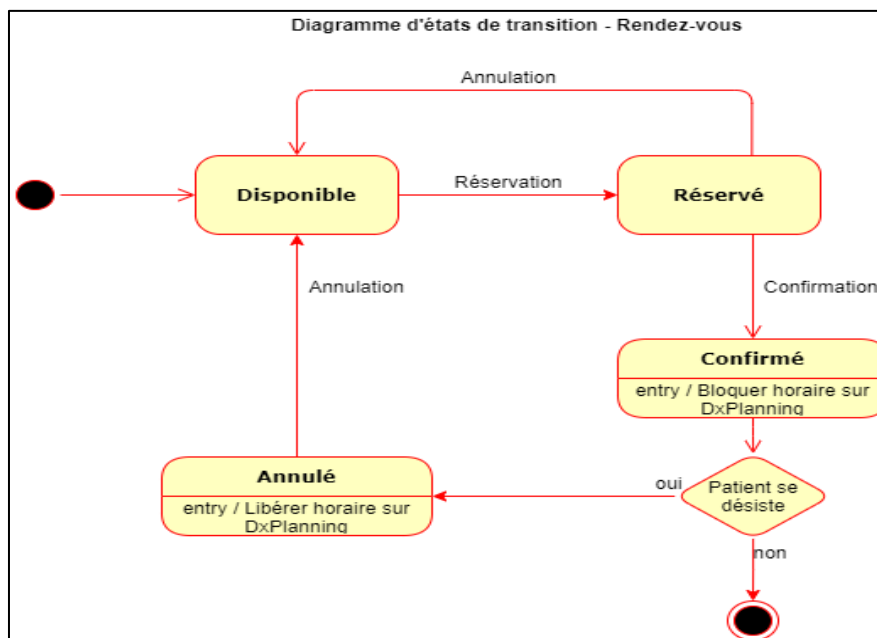 Diagramme d'états de transition - Rendez-vous
Annulation
Disponible
Réservation
Réservé
Annulation
Confirmation
Confirmé
entry / Bloquer horaire sur
DxPlanning
Annulé
entry / Libérer horaire sur
DxPlanning
oui
Patient se
désiste
non